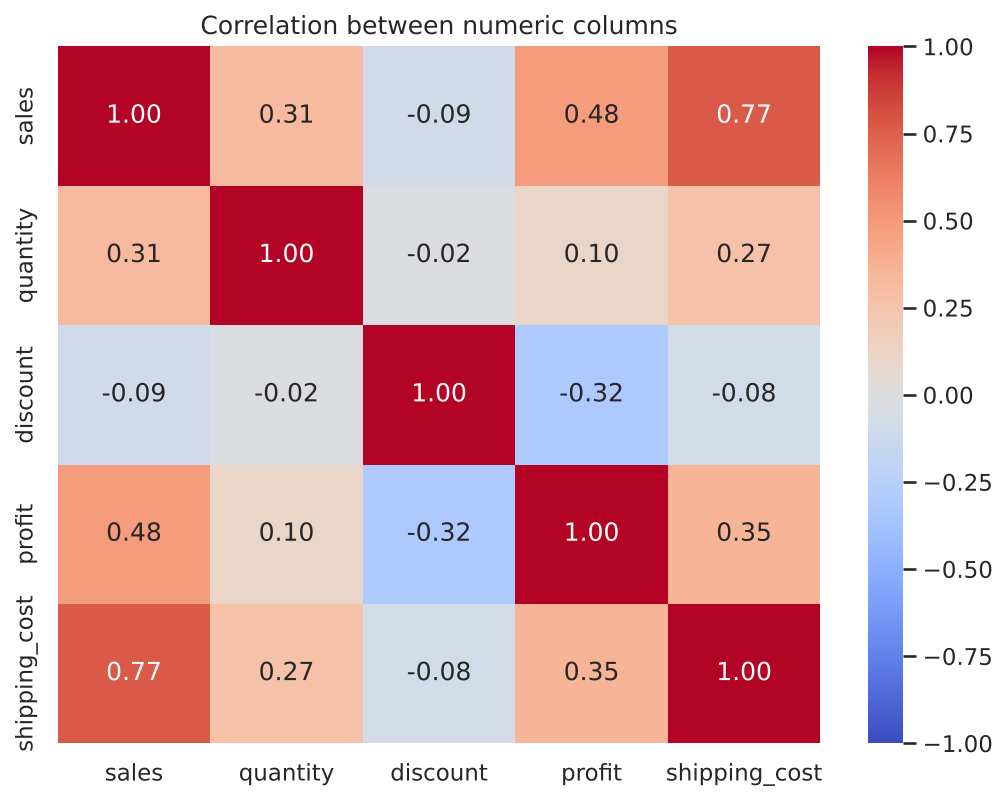 Correlation between numeric columns
sales 1.00 0.31 -0.09 0.48 0.77
quantity 0.31 1.00 -0.02 0.10 0.27
discount -0.09 -0.02 1.00 -0.32 -0.08
profit 0.48 0.10 -0.32 1.00 0.35
shipping_cost 0.77 0.27 -0.08 0.35 1.00
sales quantity discount profit shipping_cost
1.00
0.75
0.50
0.25
0.00
−0.25
−0.50
−0.75
−1.00